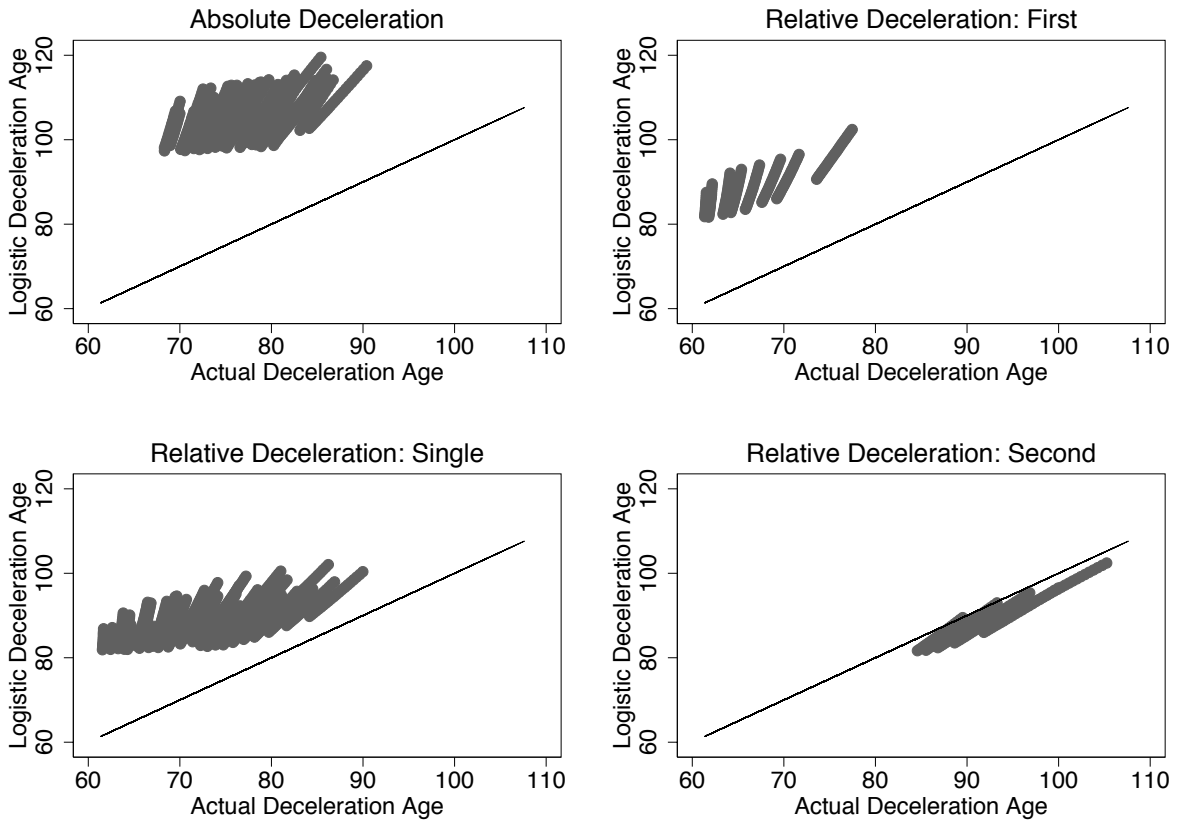 Absolute Deceleration
Logistic Deceleration Age
120
100
80
60
60 70 80 90 100 110
Actual Deceleration Age
Relative Deceleration: First
Logistic Deceleration Age
120
100
80
60
60 70 80 90 100 110
Actual Deceleration Age
Relative Deceleration: Single
Logistic Deceleration Age
120
100
80
60
60 70 80 90 100 110
Actual Deceleration Age
Relative Deceleration: Second
Logistic Deceleration Age
120
100
80
60
60 70 80 90 100 110
Actual Deceleration Age